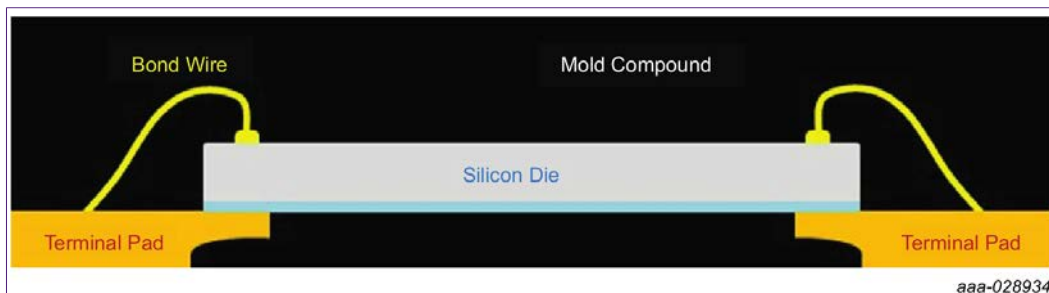 Bond Wire
Mold Compound
Silicon Die
Terminal Pad
Terminal Pad
aaa-028934